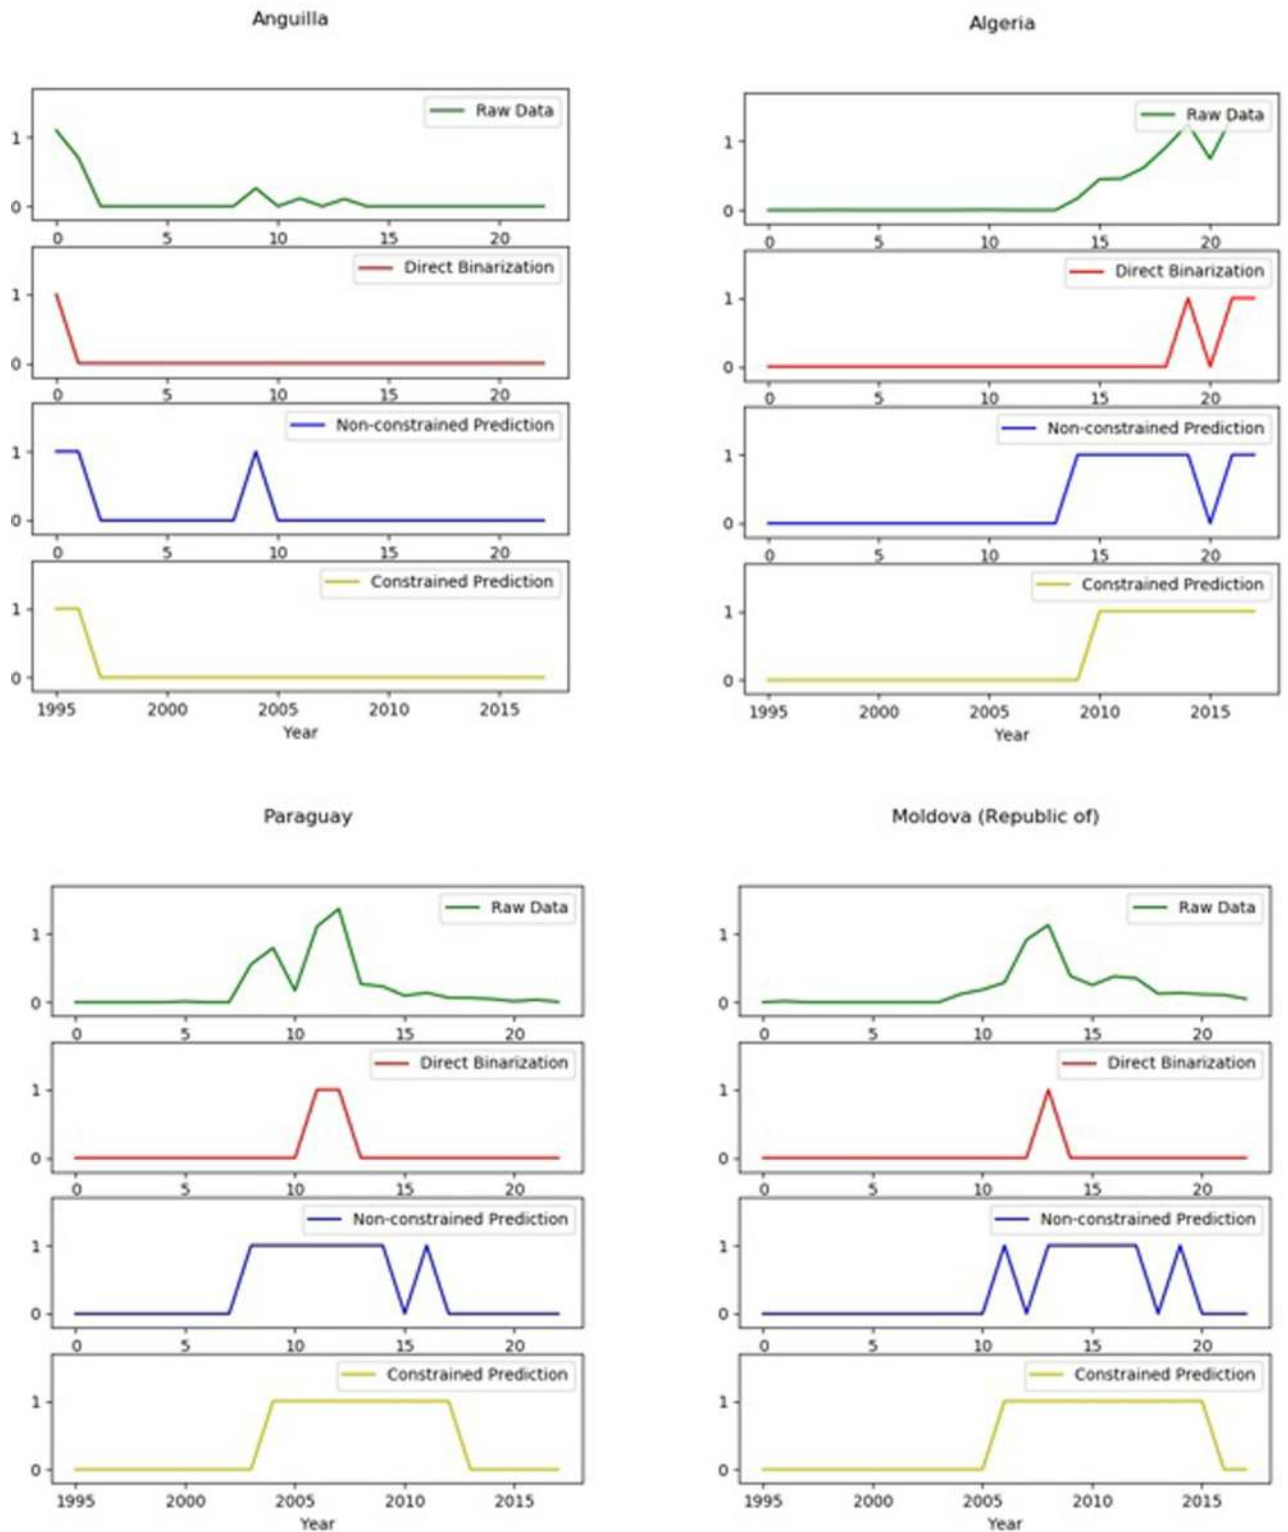 Anguilla
1
0
Raw Data
0 5 10 15 20
1
0
Direct Binarization
0 5 10 15 20
1
0
Non-constrained Prediction
0 5 10 15 20
1
0
Constrained Prediction
1995 2000 2005 2010 2015
Year
Algeria
1
0
Raw Data
0 5 10 15 20
1
0
Direct Binarization
0 5 10 15 20
1
0
Non-constrained Prediction
0 5 10 15 20
1
0
Constrained Prediction
1995 2000 2005 2010 2015
Year
Paraguay
1
0
Raw Data
0 5 10 15 20
1
0
Direct Binarization
0 5 10 15 20
1
0
Non-constrained Prediction
0 5 10 15 20
1
0
Constrained Prediction
1995 2000 2005 2010 2015
Year
Moldova (Republic of)
1
0
Raw Data
0 5 10 15 20
1
0
Direct Binarization
0 5 10 15 20
1
0
Non-constrained Prediction
0 5 10 15 20
1
0
Constrained Prediction
1995 2000 2005 2010 2015
Year